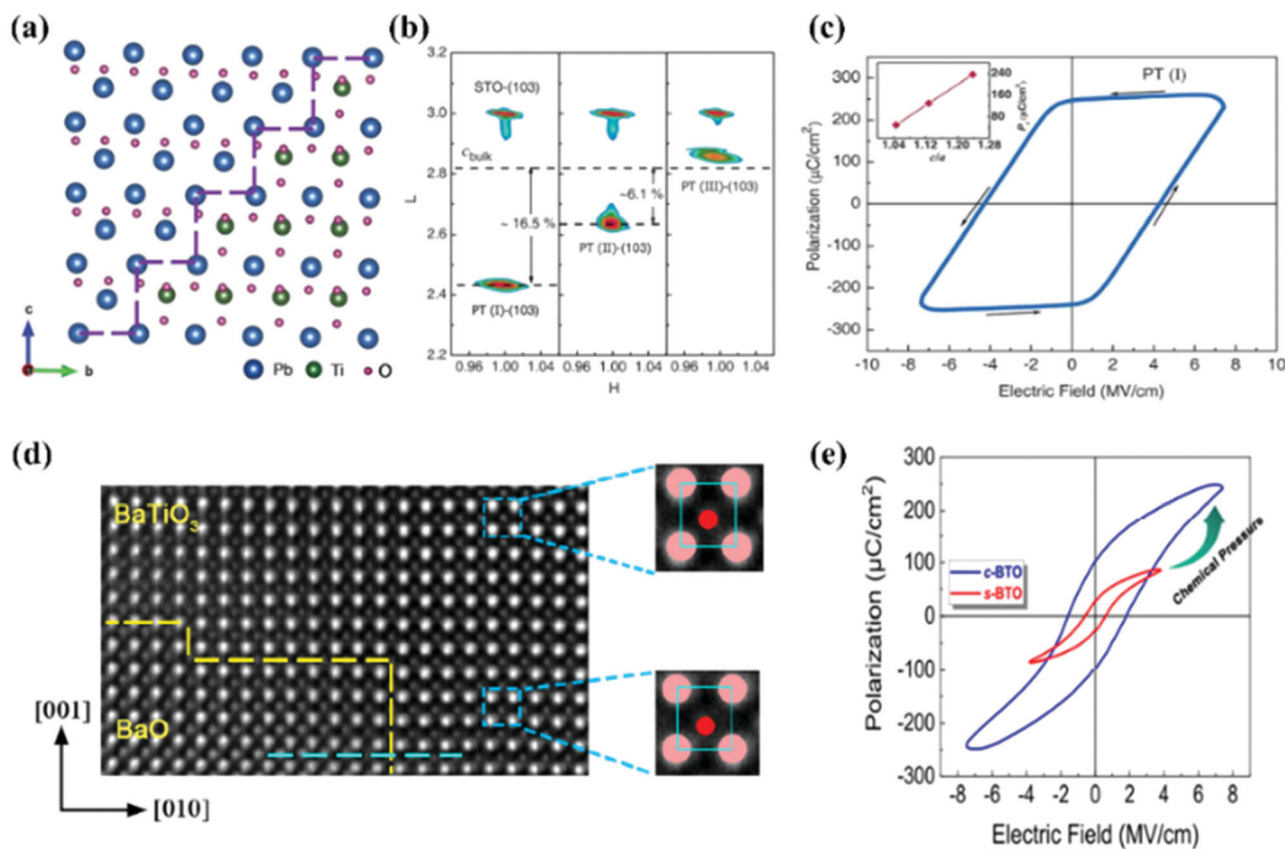 (a)
c
b
Pb
Ti
O
(b)
3.2
3.0
2.8
2.6
2.4
2.2
L
STO-(103)
c bulk
~ 16.5 %
~6.1 %
PT (I)-(103)
PT (II)-(103)
PT (III)-(103)
0.96 1.00 1.04 0.96 1.00 1.04 0.96 1.00 1.04
H
(c)
300
200
100
0
-100
-200
-300
Polarization (μC/cm²)
PT (I)
240
160
80
1.04 1.12 1.20 1.28
c/a
-10 -8 -6 -4 -2 0 2 4 6 8 10
Electric Field (MV/cm)
(d)
BaTiO₃
BaO
[001]
[010]
(e)
300
200
100
0
-100
-200
-300
Polarization (μC/cm²)
c-BTO
s-BTO
Chemical Pressure
-8 -6 -4 -2 0 2 4 6 8
Electric Field (MV/cm)